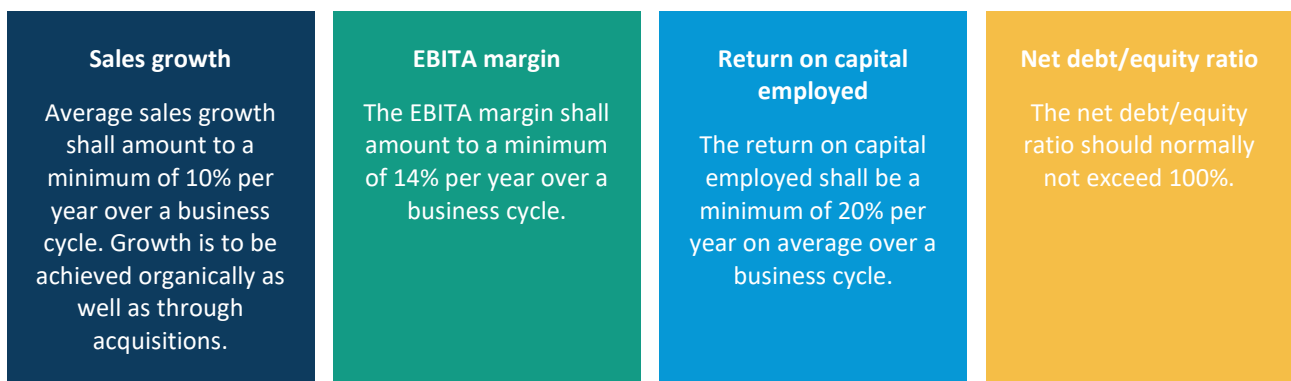 Sales growth
Average sales growth
shall amount to a
minimum of 10% per
year over a business
cycle. Growth is to be
achieved organically as
well as through
acquisitions.
EBITA margin
The EBITA margin shall
amount to a minimum
of 14% per year over a
business cycle.
Return on capital
employed
The return on capital
employed shall be a
minimum of 20% per
year on average over a
business cycle.
Net debt/equity ratio
The net debt/equity
ratio should normally
not exceed 100%.